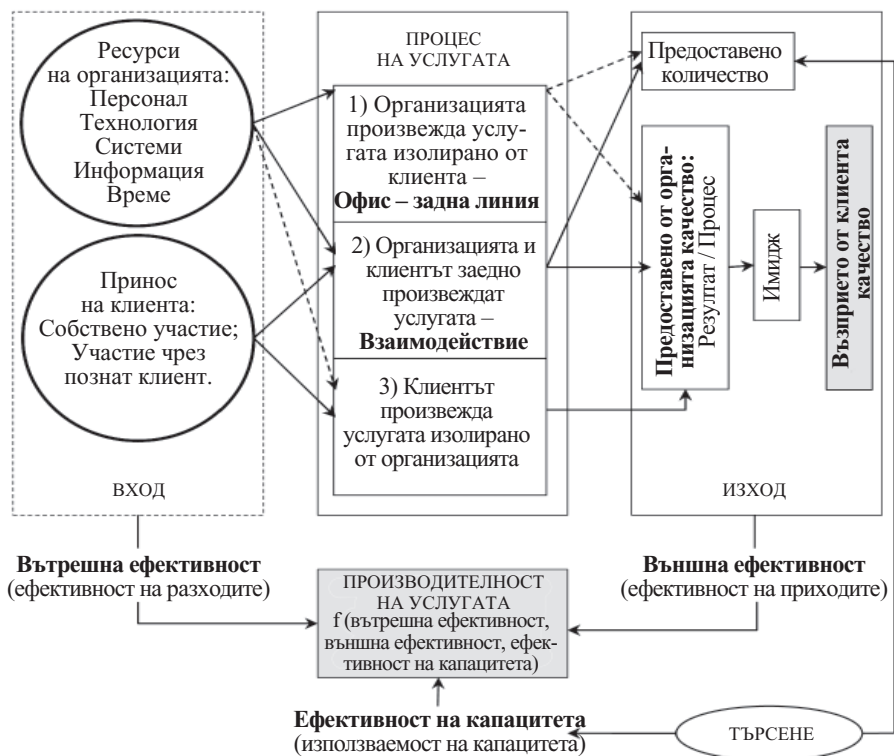 Ресурси
на организацията:
Персонал
Технология
Системи
Информация
Време
Принос
на клиента:
Собствено участие;
Участие чрез
познат клиент.
ВХОД
ПРОЦЕС
НА УСЛУГАТА
1) Организацията
произвежда услу-
гата изолирано от
клиента –
Офис – задна линия
2) Организацията и
клиентът заедно
произвеждат
услугата –
Взаимодействие
3) Клиентът
произвежда
услугата изолирано
от организацията
Предоставено
количество
Предоставено от орга-
низацията качество:
Резултат / Процес
Имидж
Възприето от клиента
качество
ИЗХОД
Вътрешна ефективност
(ефективност на разходите)
ПРОИЗВОДИТЕЛНОСТ
НА УСЛУГАТА
f (вътрешна ефективност,
външна ефективност, ефек-
тивност на капацитета)
Външна ефективност
(ефективност на приходите)
Ефективност на капацитета
(използваемост на капацитета)
ТЪРСЕНЕ